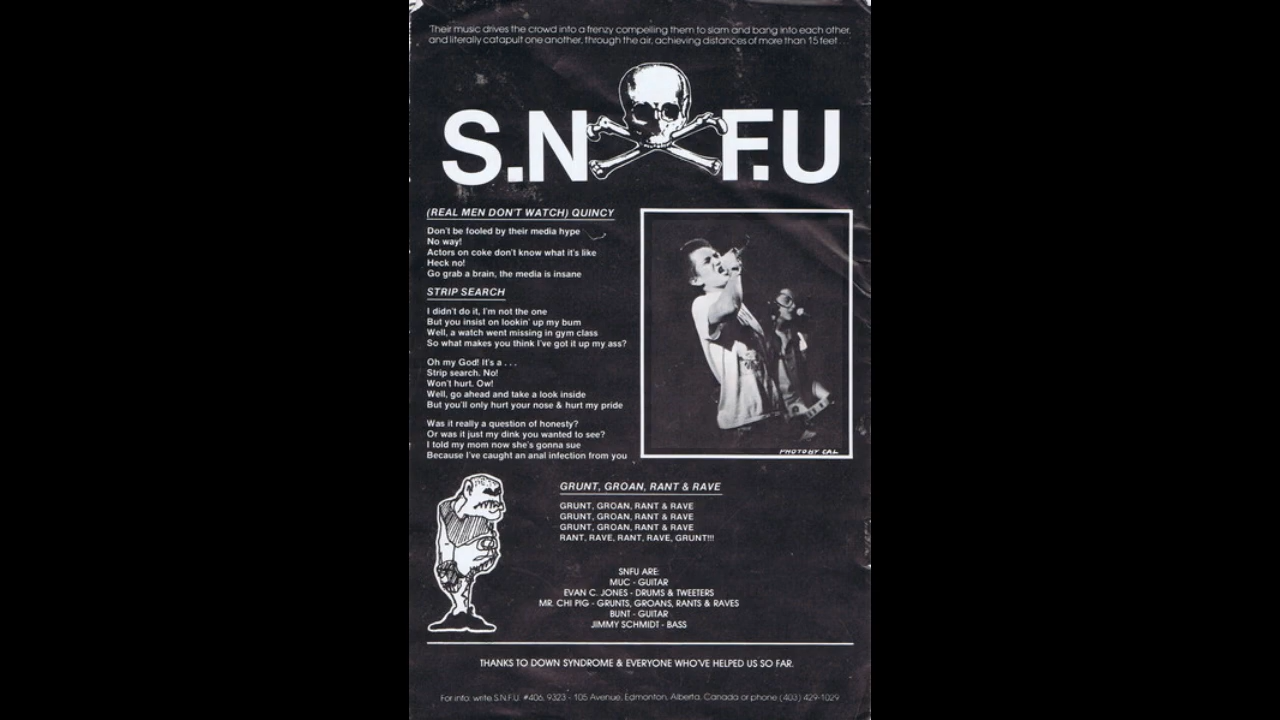 Their music drives the crowd into a frenzy compelling them to slam and bang into each other,
and literally catapult one another, through the air, achieving distances of more than 15 feet . . .
S.N F.U
(REAL MEN DON'T WATCH) QUINCY
Don't be fooled by their media hype
No way!
Actors on coke don't know what it's like
Heck no!
Go grab a brain, the media is insane
STRIP SEARCH
I didn't do it, I'm not the one
But you insist on lookin' up my bum
Well, a watch went missing in gym class
So what makes you think I've got it up my ass?
Oh my God! It's a . . .
Strip search. No!
Won't hurt. Ow!
Well, go ahead and take a look inside
But you'll only hurt your nose & hurt my pride
Was it really a question of honesty?
Or was it just my dink you wanted to see?
I told my mom now she's gonna sue
Because I've caught an anal infection from you
PHOTO BY CAL
GRUNT, GROAN, RANT & RAVE
GRUNT, GROAN, RANT & RAVE
GRUNT, GROAN, RANT & RAVE
GRUNT, GROAN, RANT & RAVE
RANT, RAVE, RANT, RAVE, GRUNT!!!
SNFU ARE:
MUC - GUITAR
EVAN C. JONES - DRUMS & TWEETERS
MR. CHI PIG - GRUNTS, GROANS, RANTS & RAVES
BUNT - GUITAR
JIMMY SCHMIDT - BASS
THANKS TO DOWN SYNDROME & EVERYONE WHO'VE HELPED US SO FAR.
For info: write S.N.F.U. #406, 9323 - 105 Avenue, Edmonton, Alberta, Canada or phone (403) 429-1029